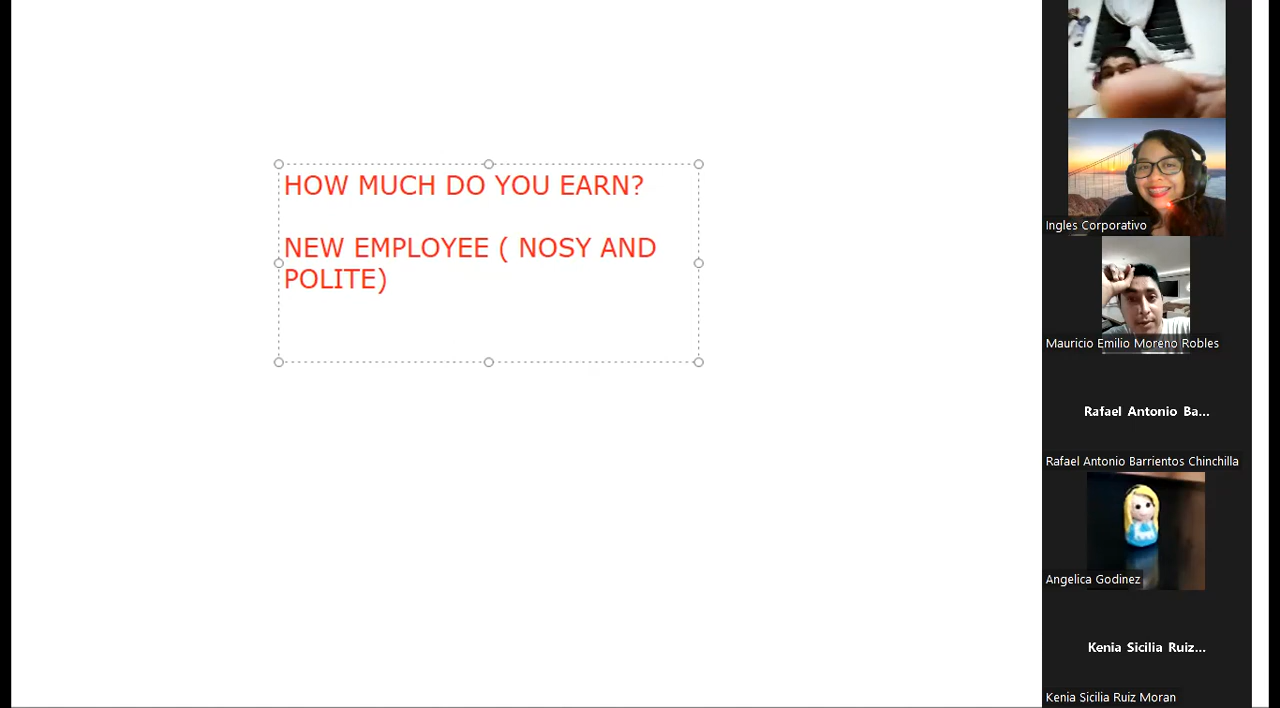 HOW MUCH DO YOU EARN?
NEW EMPLOYEE ( NOSY AND
POLITE)
Ingles Corporativo
Mauricio Emilio Moreno Robles
Rafael Antonio Ba...
Rafael Antonio Barrientos Chinchilla
Angelica Godinez
Kenia Sicilia Ruiz...
Kenia Sicilia Ruiz Moran